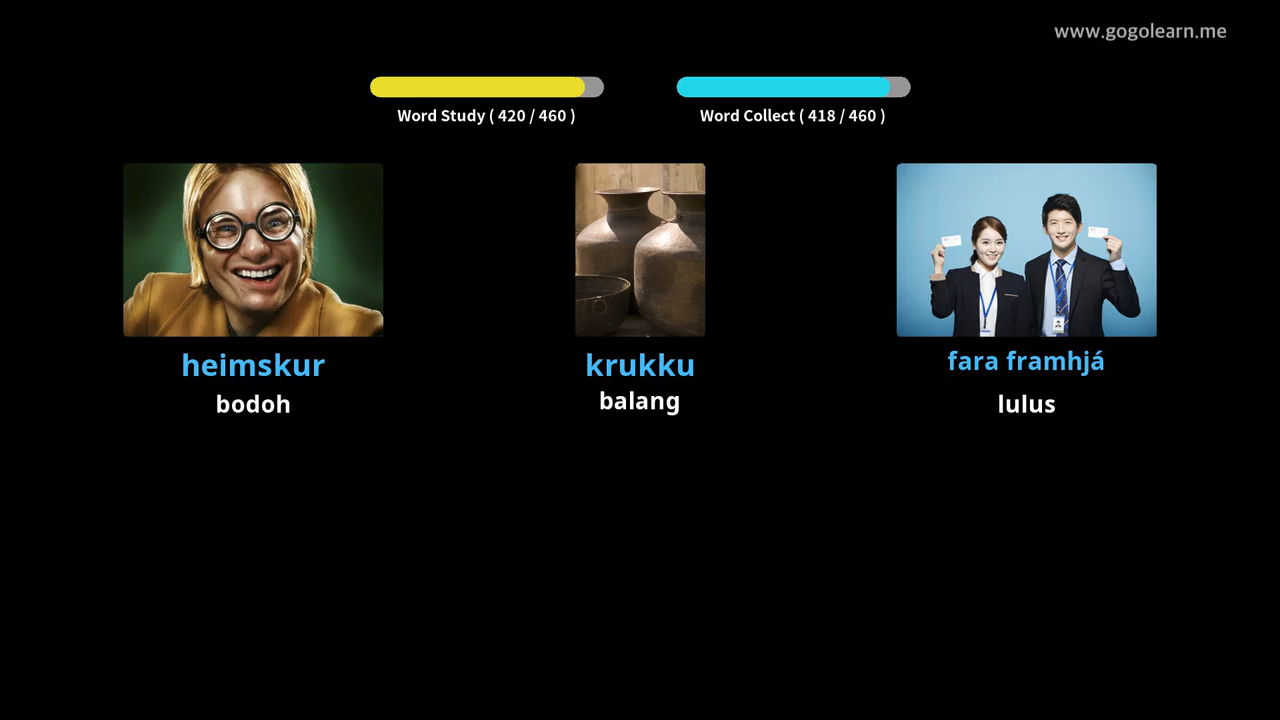 www.gogolearn.me
Word Study ( 420 / 460 )
Word Collect ( 418 / 460 )
heimskur
bodoh
krukku
balang
fara framhjá
lulus